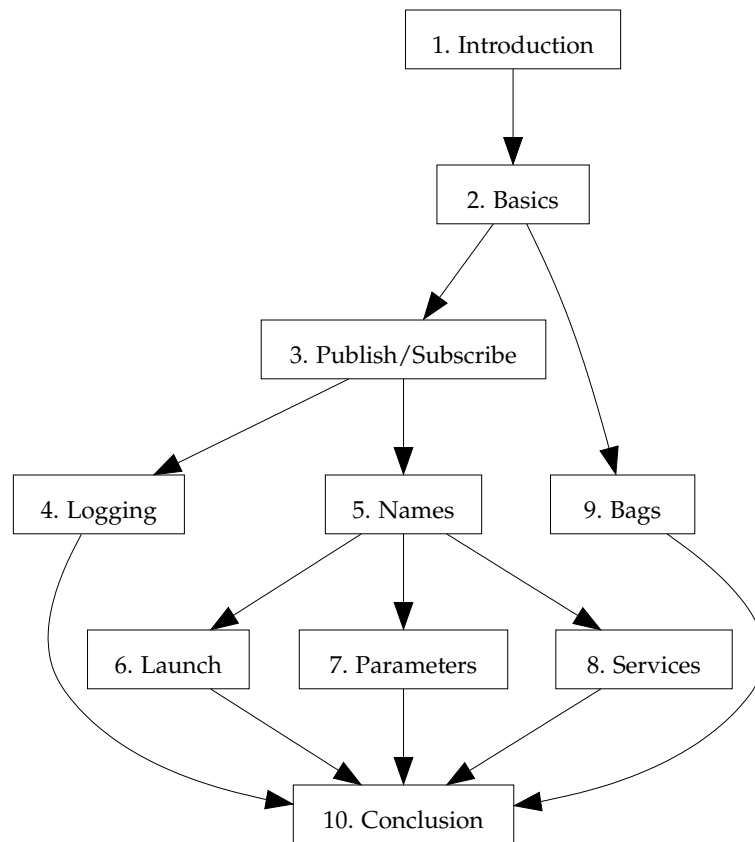 1. Introduction
2. Basics
3. Publish/Subscribe
4. Logging
5. Names
9. Bags
6. Launch
7. Parameters
8. Services
10. Conclusion